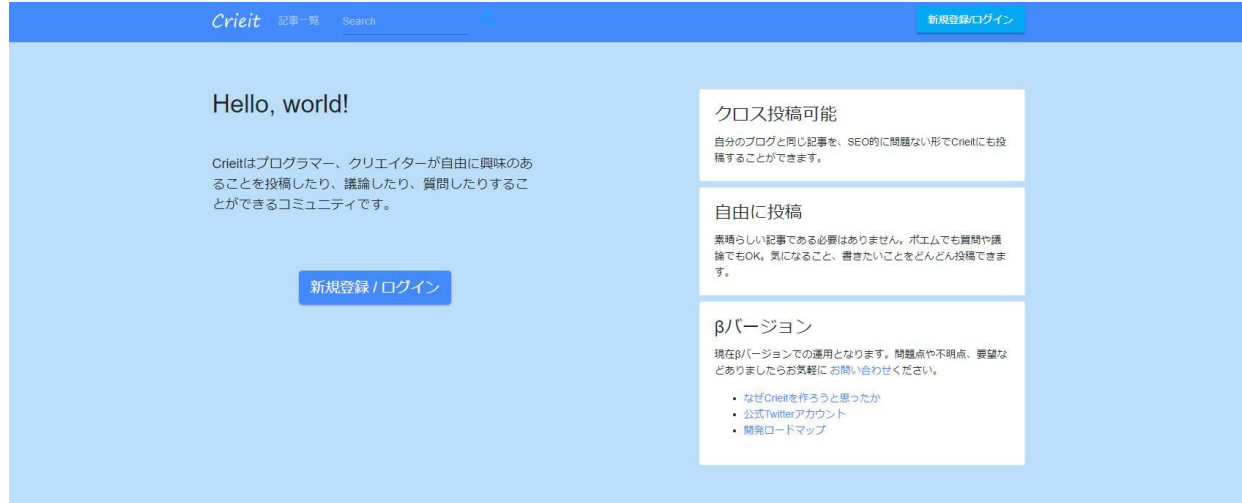 Crieit 記事一覧 Search 新規登録/ログイン
Hello, world!
Crieitはプログラマー、クリエイターが自由に興味のあ
ることを投稿したり、議論したり、質問したりするこ
とができるコミュニティです。
新規登録 / ログイン
クロス投稿可能
自分のブログと同じ記事を、SEO的に問題ない形でCrieitにも投
稿することができます。
自由に投稿
素晴らしい記事である必要はありません。ポエムでも質問や議
論でもOK。気になること、書きたいことをどんどん投稿できま
す。
βバージョン
現在βバージョンでの運用となります。問題点や不明点、要望な
どありましたらお気軽に お問い合わせください。
なぜCrieitを作ろうと思ったか
公式Twitterアカウント
開発ロードマップ